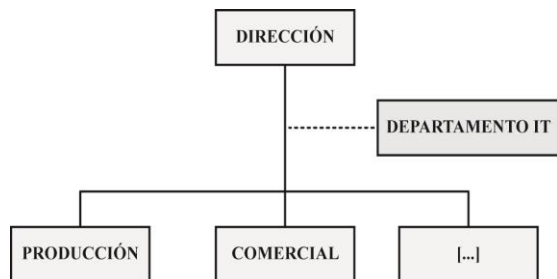 DIRECCIÓN
DEPARTAMENTO IT
PRODUCCIÓN
COMERCIAL
[...]